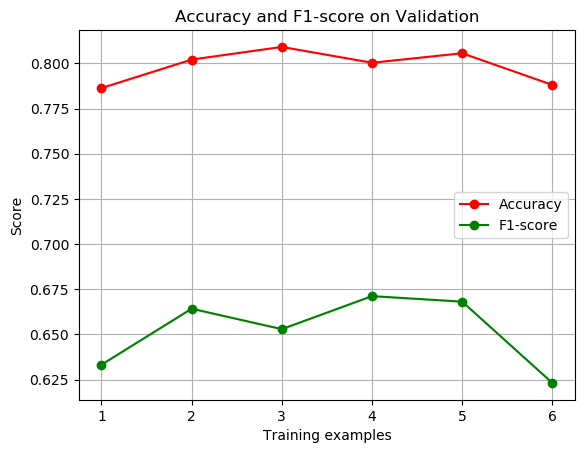 Accuracy and F1-score on Validation
0.800
0.775
0.750
0.725
0.700
0.675
0.650
0.625
Score
Accuracy
F1-score
1 2 3 4 5 6
Training examples